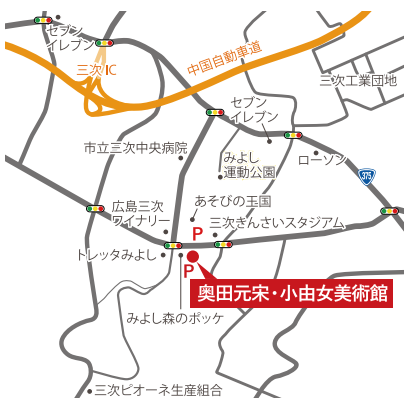 セブン
イレブン
三次IC
中国自動車道
三次工業団地
セブン
イレブン
市立三次中央病院
みよし
運動公園
ローソン
375
広島三次
ワイナリー
あそびの王国
P
三次きんさいスタジアム
トレッタみよし
P
奥田元宋・小由女美術館
みよし森のポッケ
三次ピオーネ生産組合